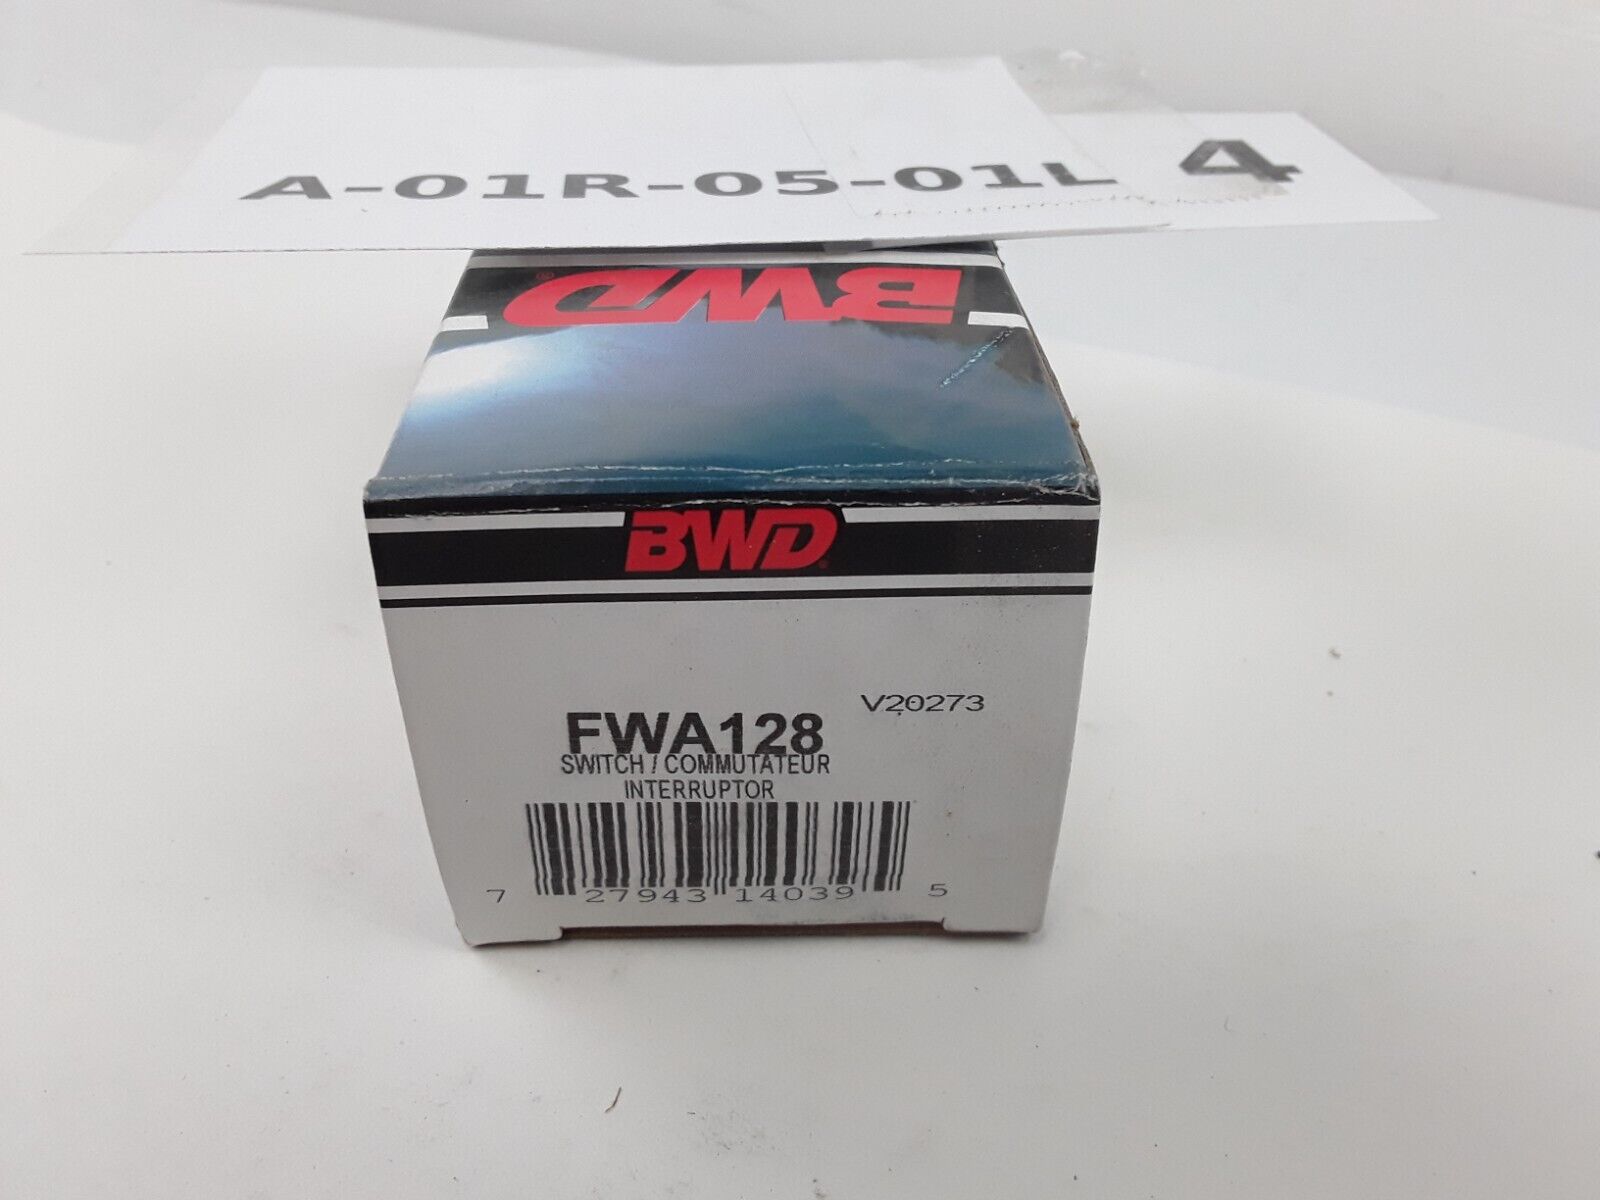 A-01R-05-01L 4
BWD®
BWD®
V20273
FWA128
SWITCH / COMMUTATEUR
INTERRUPTOR
7 27943 14039 5